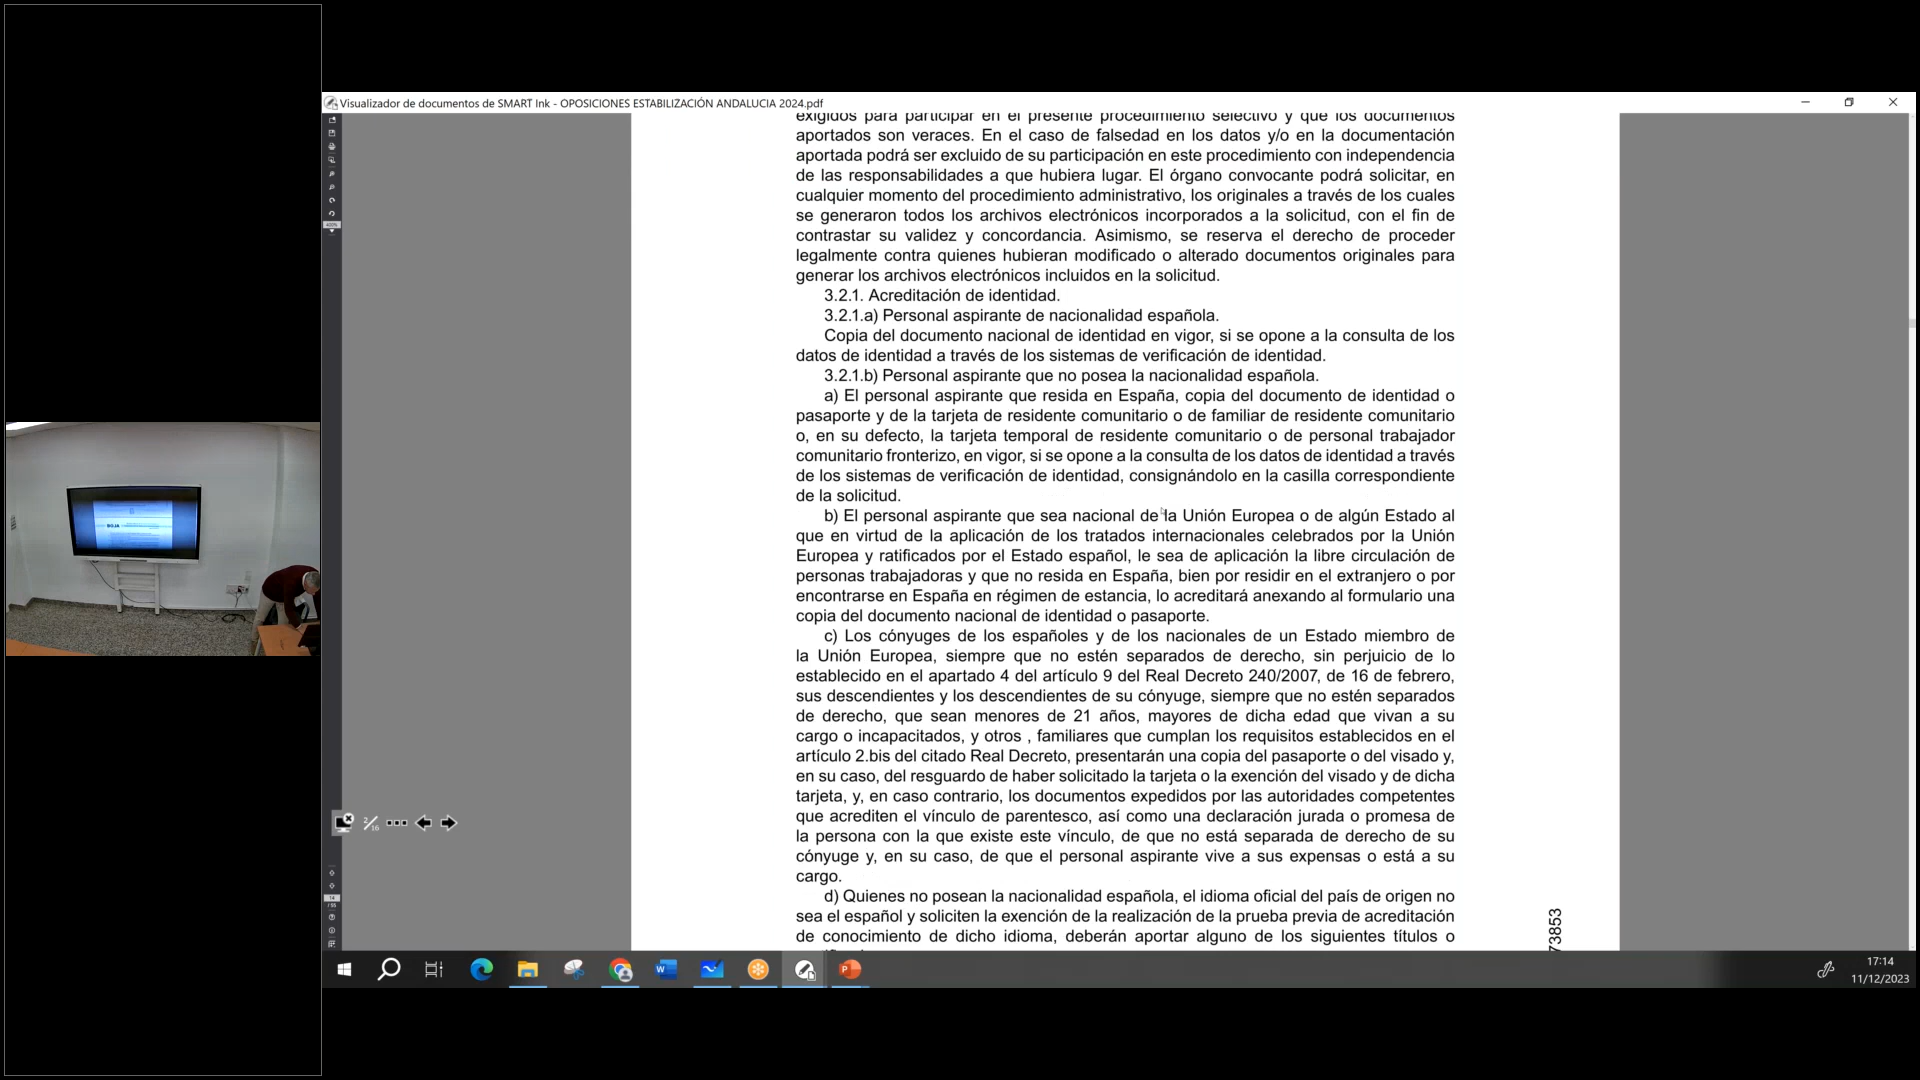 Visualizador de documentos de SMART Ink - OPOSICIONES ESTABILIZACIÓN ANDALUCIA 2024.pdf
exigidos para participar en el presente procedimiento selectivo y que los documentos
aportados son veraces. En el caso de falsedad en los datos y/o en la documentación
aportada podrá ser excluido de su participación en este procedimiento con independencia
de las responsabilidades a que hubiera lugar. El órgano convocante podrá solicitar, en
cualquier momento del procedimiento administrativo, los originales a través de los cuales
se generaron todos los archivos electrónicos incorporados a la solicitud, con el fin de
contrastar su validez y concordancia. Asimismo, se reserva el derecho de proceder
legalmente contra quienes hubieran modificado o alterado documentos originales para
generar los archivos electrónicos incluidos en la solicitud.
3.2.1. Acreditación de identidad.
3.2.1.a) Personal aspirante de nacionalidad española.
Copia del documento nacional de identidad en vigor, si se opone a la consulta de los
datos de identidad a través de los sistemas de verificación de identidad.
3.2.1.b) Personal aspirante que no posea la nacionalidad española.
a) El personal aspirante que resida en España, copia del documento de identidad o
pasaporte y de la tarjeta de residente comunitario o de familiar de residente comunitario
o, en su defecto, la tarjeta temporal de residente comunitario o de personal trabajador
comunitario fronterizo, en vigor, si se opone a la consulta de los datos de identidad a través
de los sistemas de verificación de identidad, consignándolo en la casilla correspondiente
de la solicitud.
b) El personal aspirante que sea nacional de la Unión Europea o de algún Estado al
que en virtud de la aplicación de los tratados internacionales celebrados por la Unión
Europea y ratificados por el Estado español, le sea de aplicación la libre circulación de
personas trabajadoras y que no resida en España, bien por residir en el extranjero o por
encontrarse en España en régimen de estancia, lo acreditará anexando al formulario una
copia del documento nacional de identidad o pasaporte.
c) Los cónyuges de los españoles y de los nacionales de un Estado miembro de
la Unión Europea, siempre que no estén separados de derecho, sin perjuicio de lo
establecido en el apartado 4 del artículo 9 del Real Decreto 240/2007, de 16 de febrero,
sus descendientes y los descendientes de su cónyuge, siempre que no estén separados
de derecho, que sean menores de 21 años, mayores de dicha edad que vivan a su
cargo o incapacitados, y otros , familiares que cumplan los requisitos establecidos en el
artículo 2.bis del citado Real Decreto, presentarán una copia del pasaporte o del visado y,
en su caso, del resguardo de haber solicitado la tarjeta o la exención del visado y de dicha
tarjeta, y, en caso contrario, los documentos expedidos por las autoridades competentes
que acrediten el vínculo de parentesco, así como una declaración jurada o promesa de
la persona con la que existe este vínculo, de que no está separada de derecho de su
cónyuge y, en su caso, de que el personal aspirante vive a sus expensas o está a su
cargo.
d) Quienes no posean la nacionalidad española, el idioma oficial del país de origen no
sea el español y soliciten la exención de la realización de la prueba previa de acreditación
de conocimiento de dicho idioma, deberán aportar alguno de los siguientes títulos o
73853
2/16
BOJA
17:14
11/12/2023